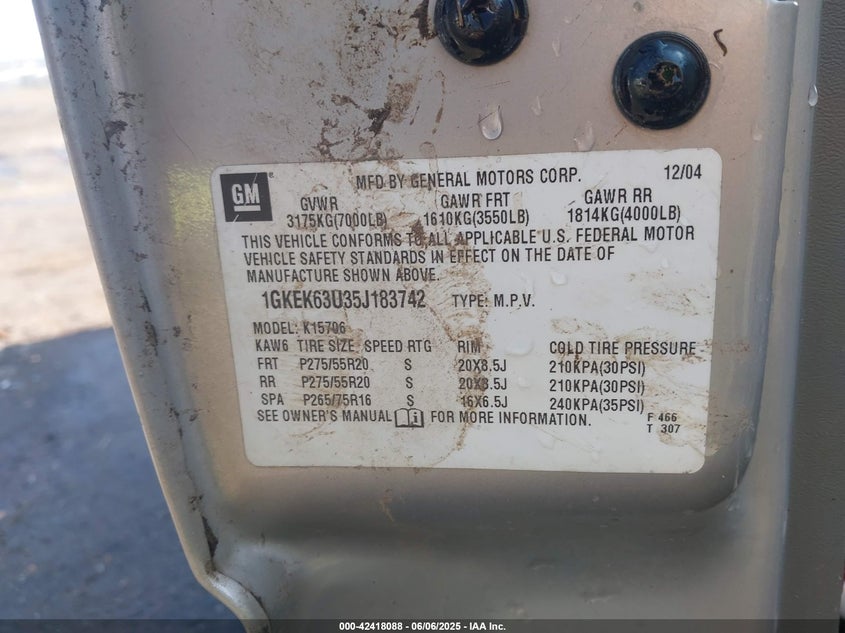 GM
MFD BY GENERAL MOTORS CORP. 12/04
GVWR GAWR FRT GAWR RR
3175KG(7000LB) 1610KG(3550LB) 1814KG(4000LB)
THIS VEHICLE CONFORMS TO ALL APPLICABLE U.S. FEDERAL MOTOR
VEHICLE SAFETY STANDARDS IN EFFECT ON THE DATE OF
MANUFACTURE SHOWN ABOVE.
1GKEK63U35J183742 TYPE: M.P.V.
MODEL: K15706
KAW6 TIRE SIZE SPEED RTG RIM COLD TIRE PRESSURE
FRT P275/55R20 S 20X8.5J 210KPA(30PSI)
RR P275/55R20 S 20X8.5J 210KPA(30PSI)
SPA P265/75R16 S 16X6.5J 240KPA(35PSI)
SEE OWNER'S MANUAL FOR MORE INFORMATION.
F 466
T 307
000-42418088 - 06/06/2025 - IAA Inc.